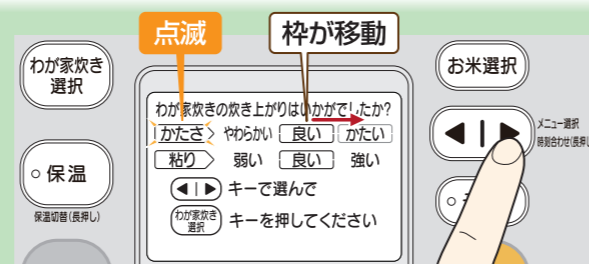 点滅
枠が移動
わが家炊き
選択
お米選択
わが家炊きの炊き上がりはいかがでしたか?
かたさ やわらかい 良い かたい
粘り 弱い 良い 強い
◀|▶ キーで選んで
わが家炊き
選択
キーを押してください
◀|▶
メニュー選択
時刻合わせ(長押し
保温
保温切替(長押し)